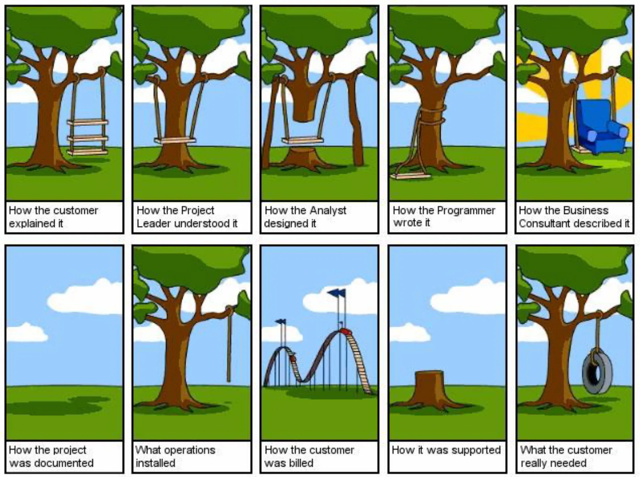 How the customer
explained it
How the Project
Leader understood it
How the Analyst
designed it
How the Programmer
wrote it
How the Business
Consultant described it
How the project
was documented
What operations
installed
How the customer
was billed
How it was supported
What the customer
really needed